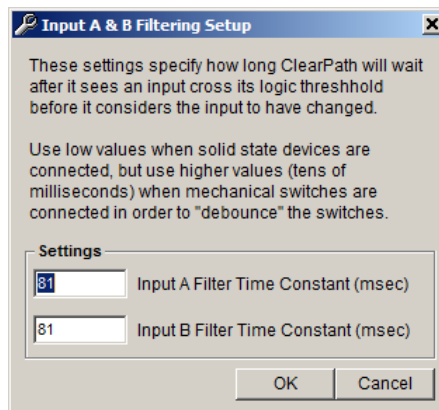 Input A & B Filtering Setup
These settings specify how long ClearPath will wait
after it sees an input cross its logic threshhold
before it considers the input to have changed.
Use low values when solid state devices are
connected, but use higher values (tens of
milliseconds) when mechanical switches are
connected in order to "debounce" the switches.
Settings
81 Input A Filter Time Constant (msec)
81 Input B Filter Time Constant (msec)
OK Cancel